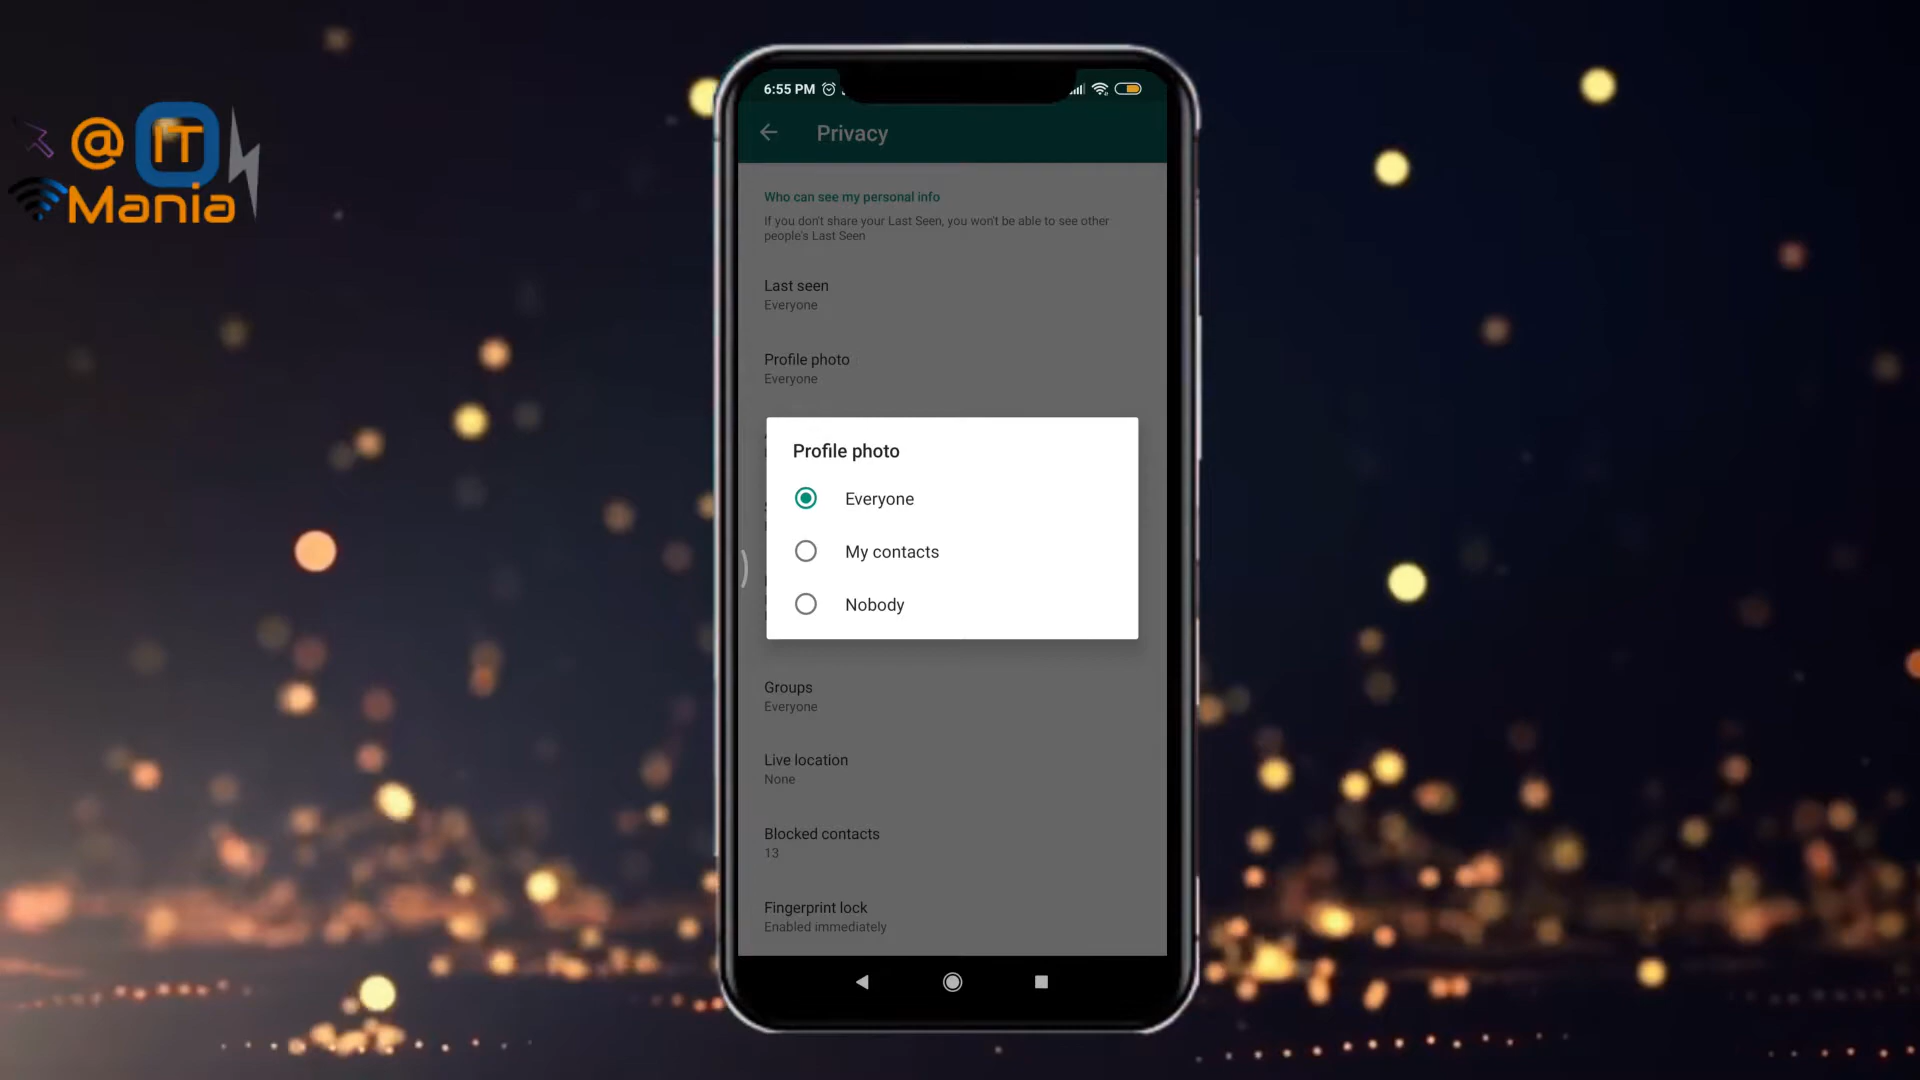 @ IT
Mania
6:55 PM
Privacy
Who can see my personal info
If you don't share your Last Seen, you won't be able to see other
people's Last Seen
Last seen
Everyone
Profile photo
Everyone
Profile photo
Everyone
My contacts
Nobody
Groups
Everyone
Live location
None
Blocked contacts
13
Fingerprint lock
Enabled immediately